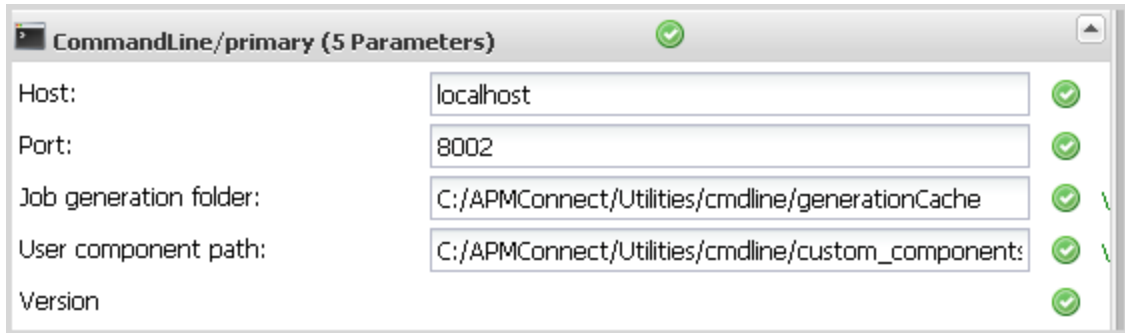 CommandLine/primary (5 Parameters)
Host: localhost
Port: 8002
Job generation folder: C:/APMConnect/Utilities/cmdline/generationCache
User component path: C:/APMConnect/Utilities/cmdline/custom_components
Version